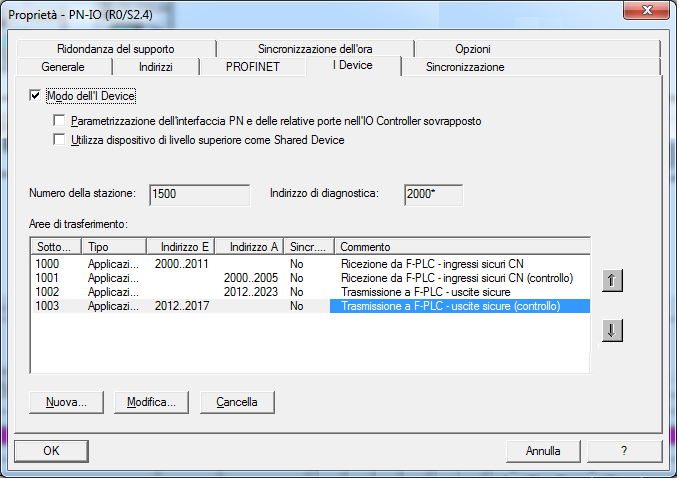 Proprietà - PN-IO (R0/S2.4)
Ridondanza del supporto Sincronizzazione dell'ora Opzioni
Generale Indirizzi PROFINET I Device Sincronizzazione
Modo dell'I Device
Parametrizzazione dell'interfaccia PN e delle relative porte nell'IO Controller sovrapposto
Utilizza dispositivo di livello superiore come Shared Device
Numero della stazione: 1500 Indirizzo di diagnostica: 2000*
Aree di trasferimento:
Sotto... Tipo Indirizzo E Indirizzo A Sincr.... Commento
1000 Applicazi... 2000..2011 No Ricezione da F-PLC - ingressi sicuri CN
1001 Applicazi... 2000..2005 No Ricezione da F-PLC - ingressi sicuri CN (controllo)
1002 Applicazi... 2012..2023 No Trasmissione a F-PLC - uscite sicure
1003 Applicazi... 2012..2017 No Trasmissione a F-PLC - uscite sicure (controllo)
Nuova... Modifica... Cancella
OK Annulla ?